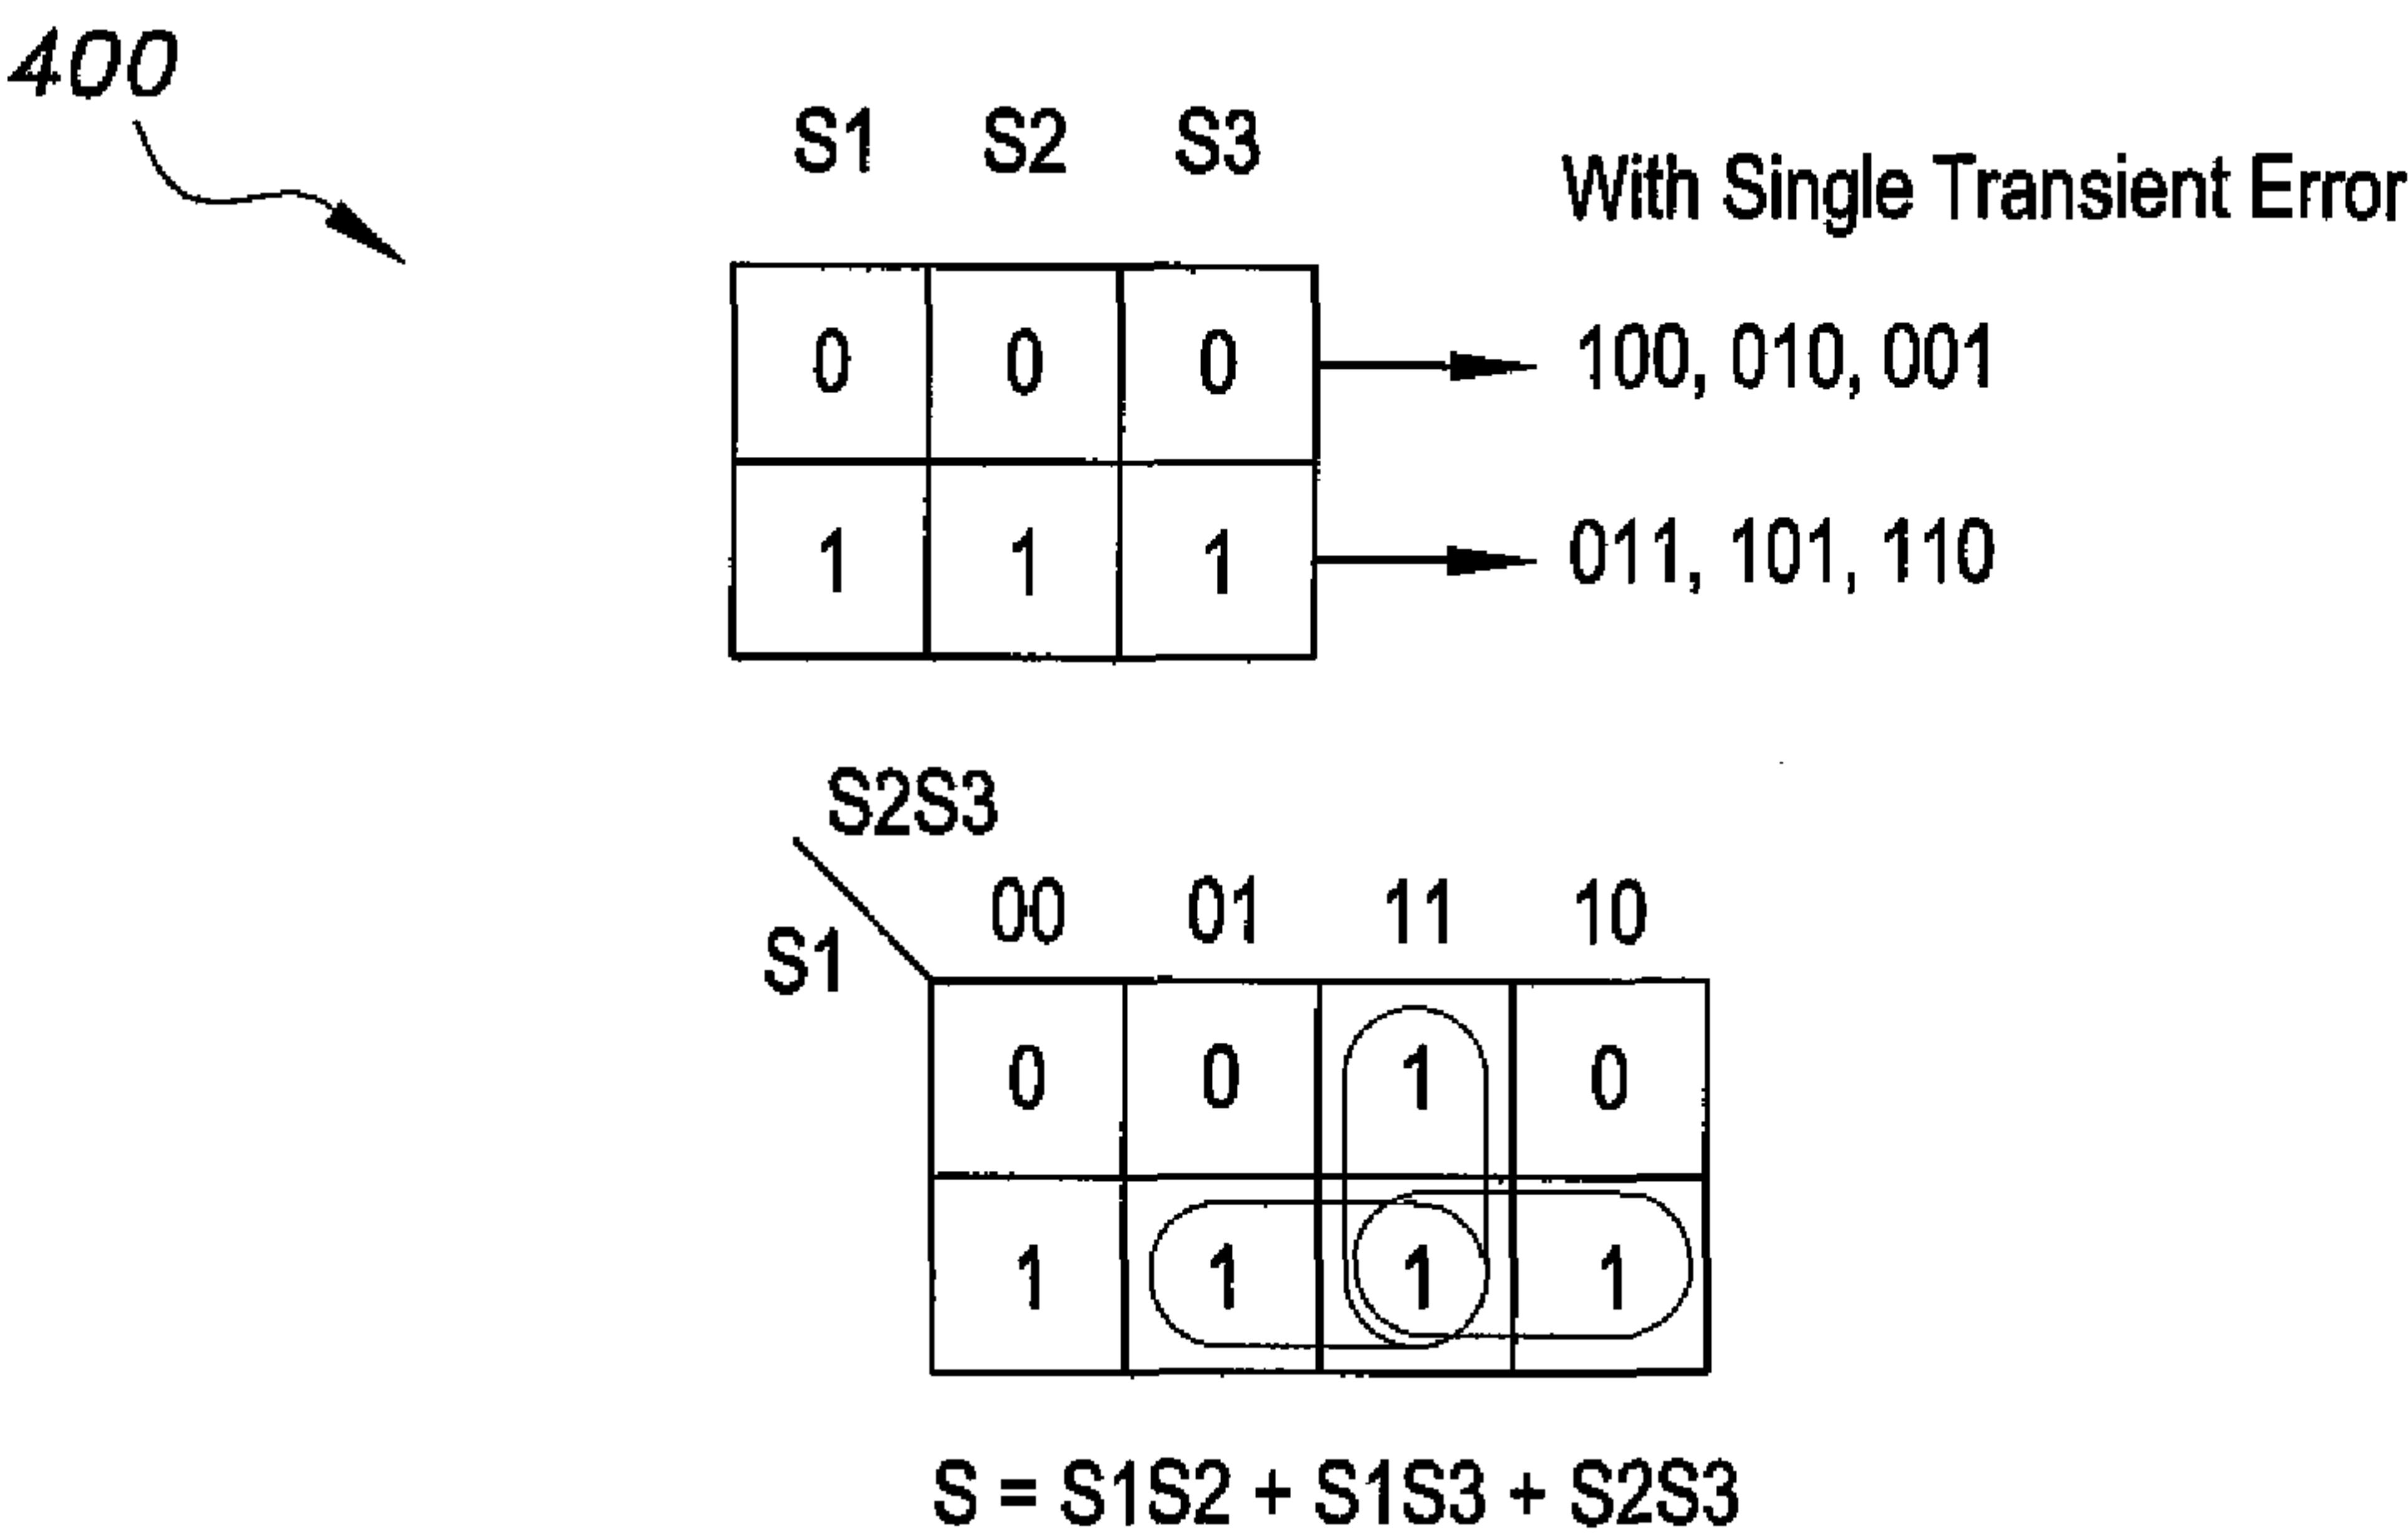 400
S1 S2 S3
With Single Transient Error
0 0 0 100, 010, 001
1 1 1 011, 101, 110
S2S3
S1
00 01 11 10
0 0 1 0
1 1 1 1
S = S1S2 + S1S3 + S2S3